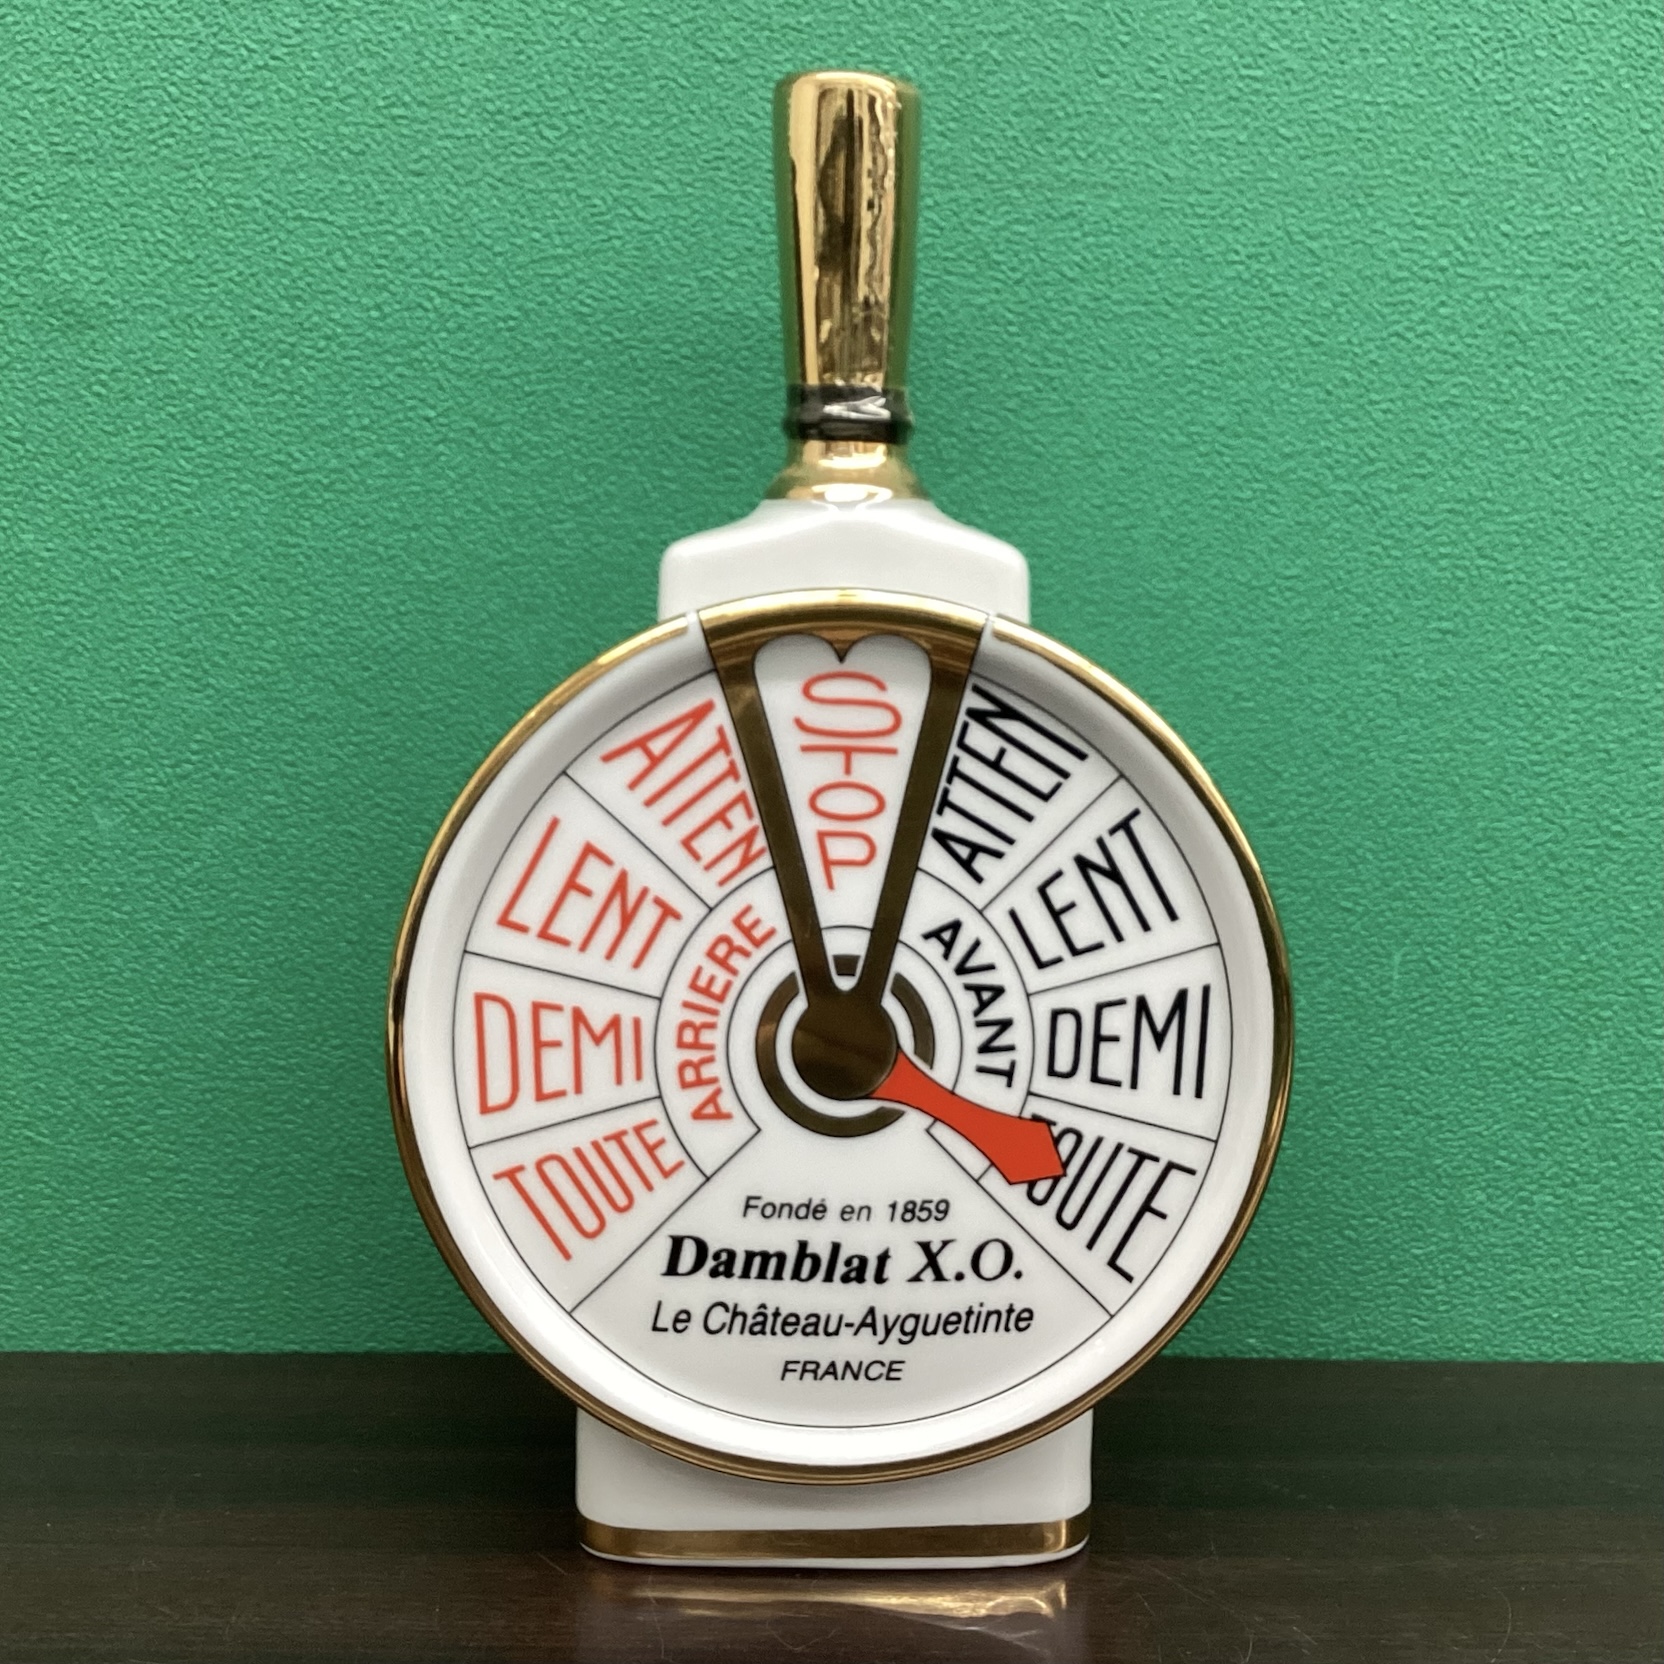 STOP
ATTEN
LENT
DEMI
TOUTE
ARRIERE
ATTEN
LENT
DEMI
TOUTE
AVANT
Fondé en 1859
Damblat X.O.
Le Château-Ayguetinte
FRANCE